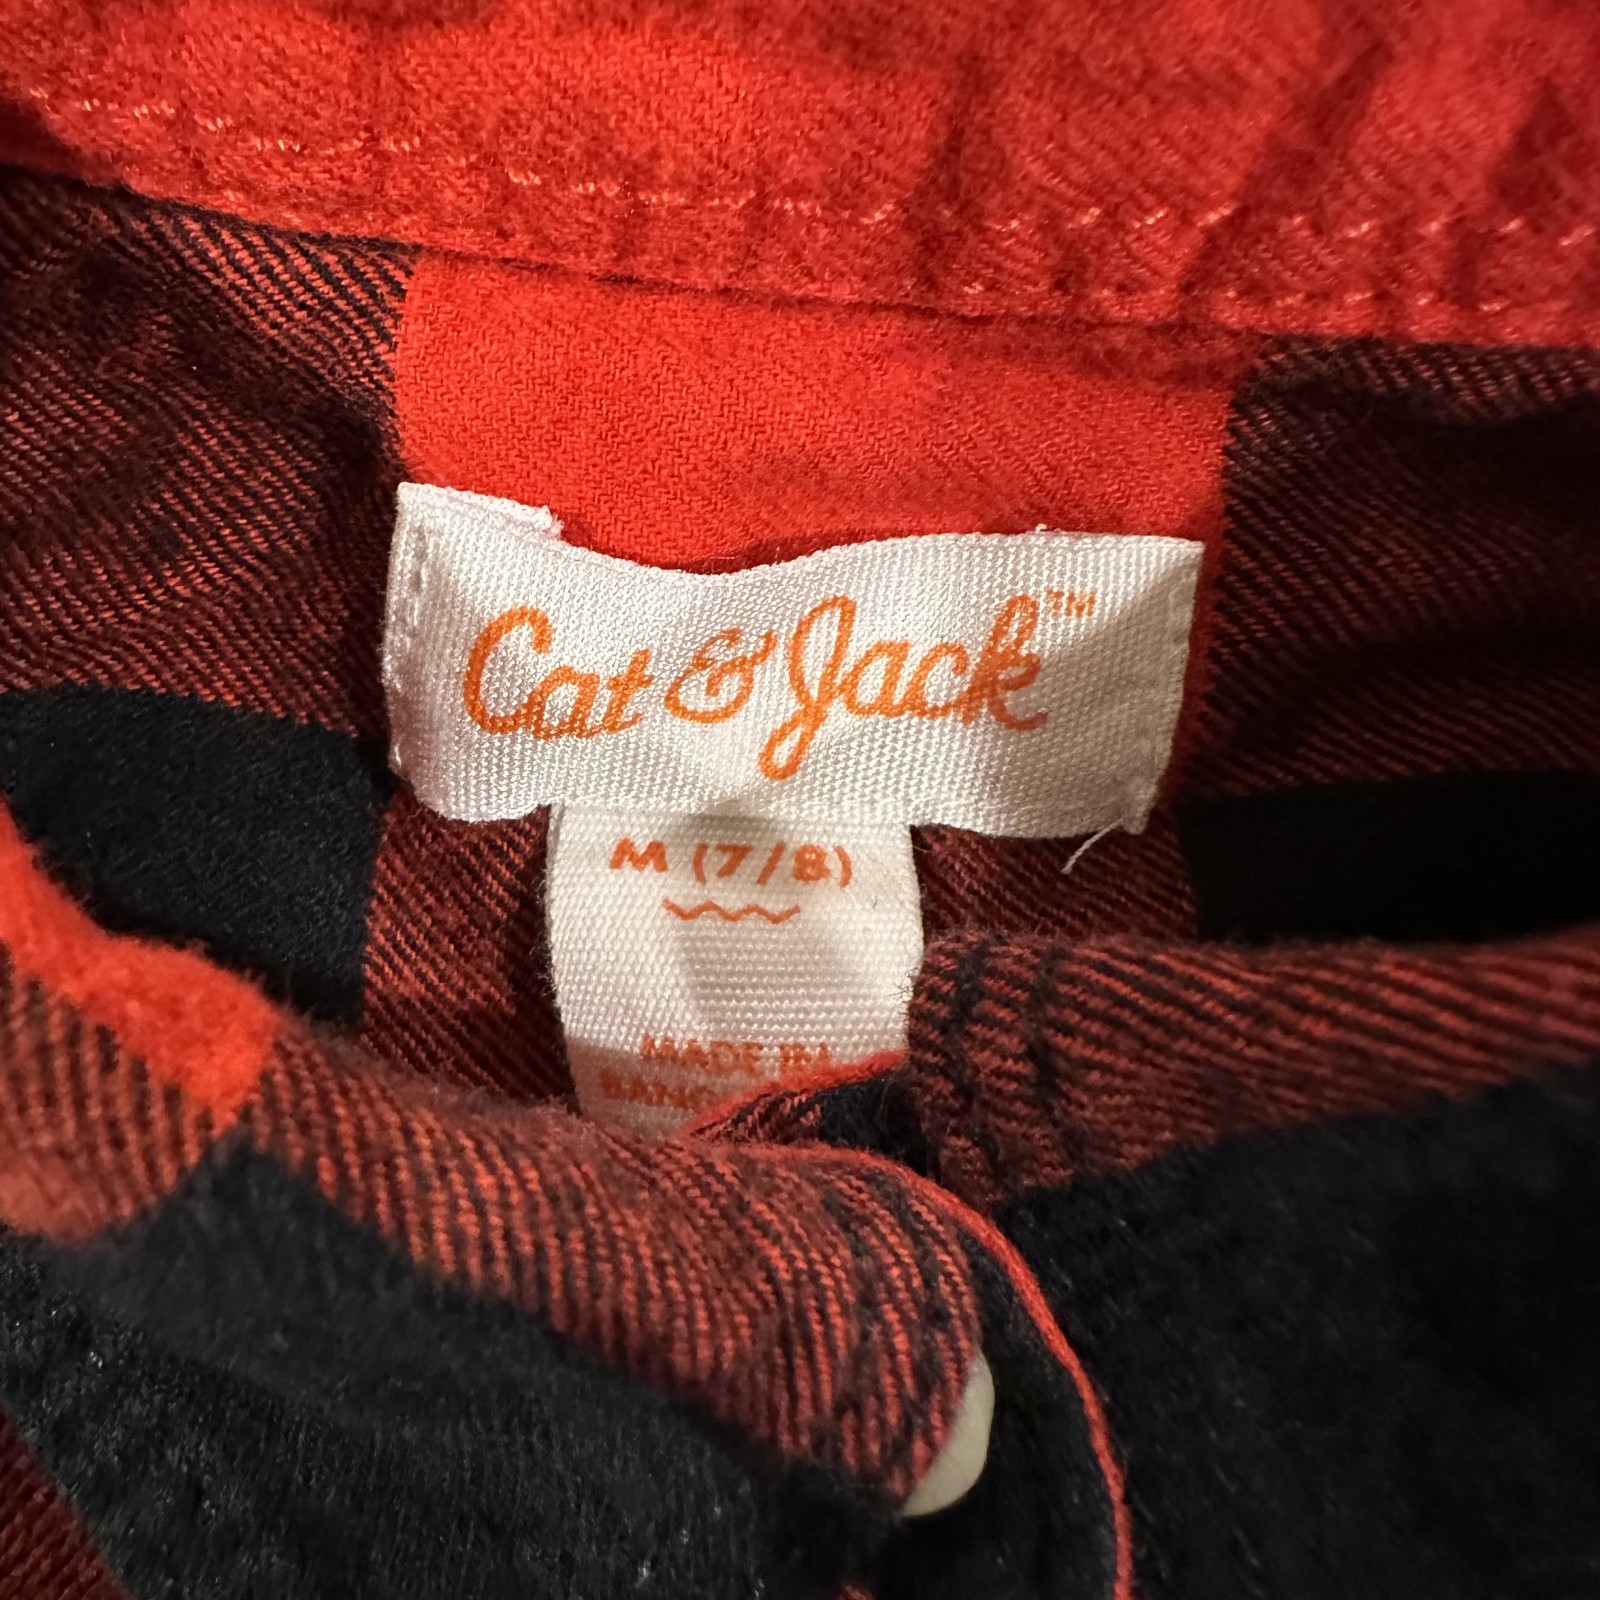 Cat & Jack™
M (7/8)
MADE IN